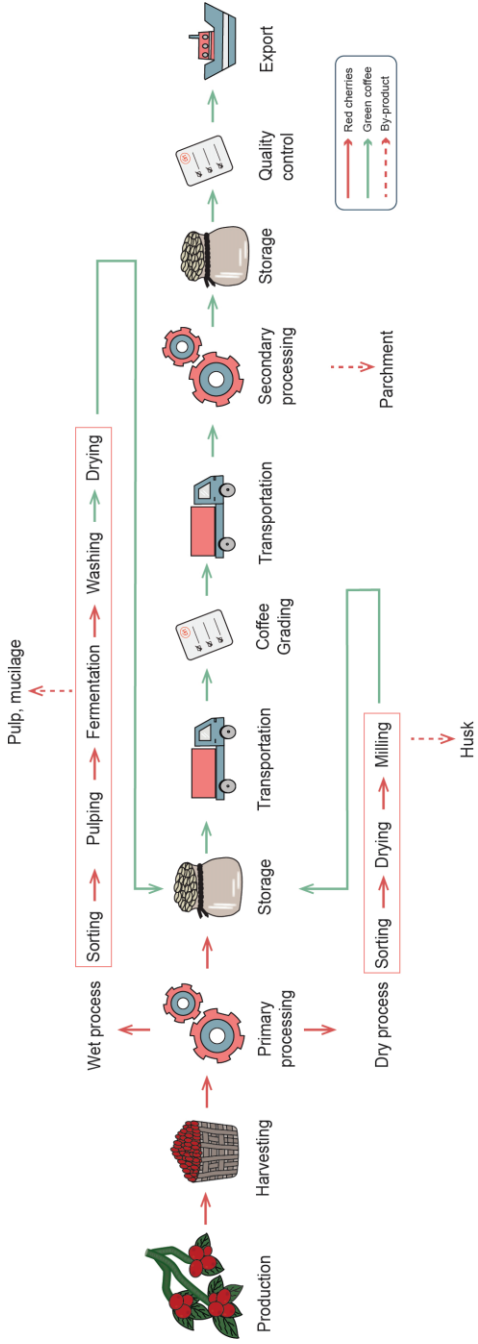 Pulp, mucilage
Wet process
Sorting
Pulping
Fermentation
Washing
Drying
Production
Harvesting
Primary
processing
Storage
Transportation
Coffee
Grading
Transportation
Secondary
processing
Storage
Quality
control
Export
Parchment
Dry process
Sorting
Drying
Milling
Husk
Red cherries
Green coffee
By-product